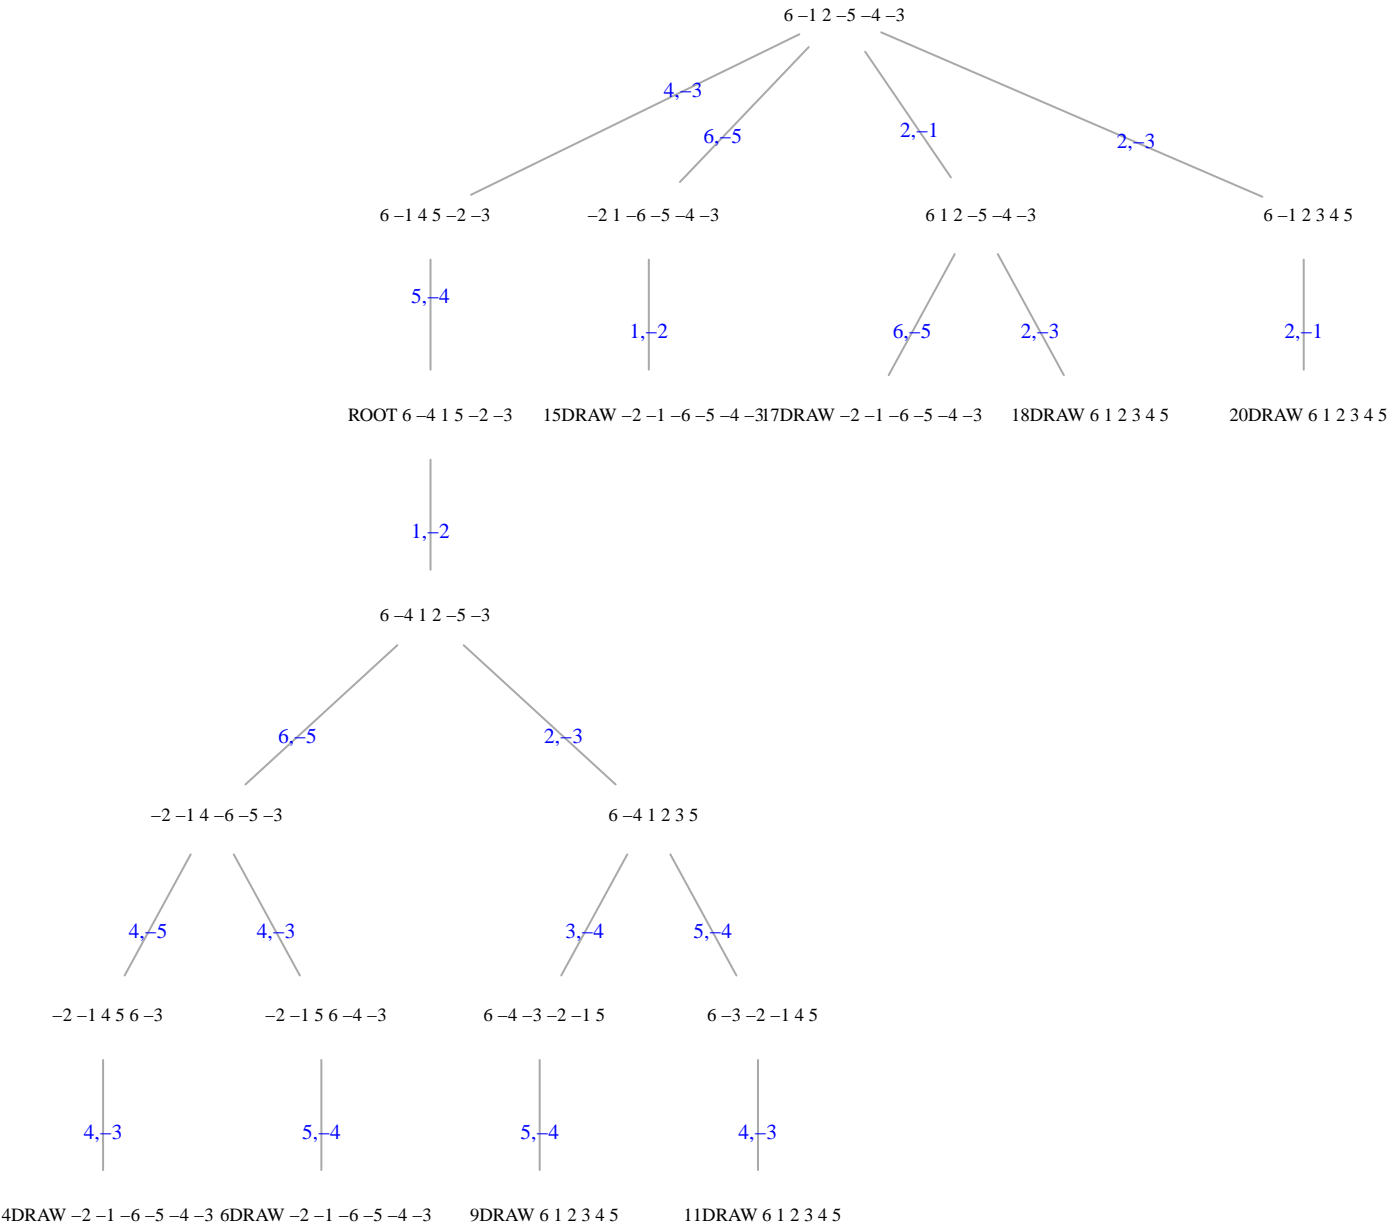 6 –1 2 –5 –4 –3
4,–3
6,–5
2,–1
2,–3
6 –1 4 5 –2 –3
–2 1 –6 –5 –4 –3
6 1 2 –5 –4 –3
6 –1 2 3 4 5
5,–4
1,–2
6,–5
2,–3
2,–1
ROOT 6 –4 1 5 –2 –3
15DRAW –2 –1 –6 –5 –4 –3
17DRAW –2 –1 –6 –5 –4 –3
18DRAW 6 1 2 3 4 5
20DRAW 6 1 2 3 4 5
1,–2
6 –4 1 2 –5 –3
6,–5
2,–3
–2 –1 4 –6 –5 –3
6 –4 1 2 3 5
4,–5
4,–3
3,–4
5,–4
–2 –1 4 5 6 –3
–2 –1 5 6 –4 –3
6 –4 –3 –2 –1 5
6 –3 –2 –1 4 5
4,–3
5,–4
5,–4
4,–3
4DRAW –2 –1 –6 –5 –4 –3
6DRAW –2 –1 –6 –5 –4 –3
9DRAW 6 1 2 3 4 5
11DRAW 6 1 2 3 4 5